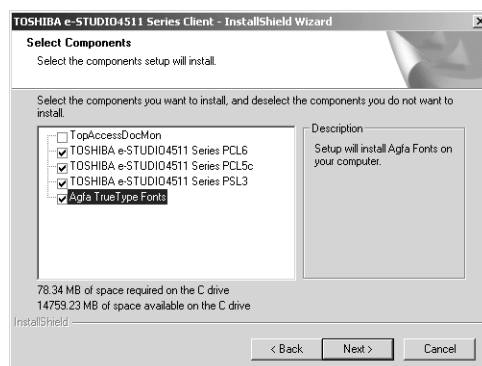 TOSHIBA e-STUDIO4511 Series Client - InstallShield Wizard
Select Components
Select the components setup will install.
Select the components you want to install, and deselect the components you do not want to
install.
TopAccessDocMon
TOSHIBA e-STUDIO4511 Series PCL6
TOSHIBA e-STUDIO4511 Series PCL5c
TOSHIBA e-STUDIO4511 Series PSL3
Agfa TrueType Fonts
Description
Setup will install Agfa Fonts on
your computer.
78.34 MB of space required on the C drive
14759.23 MB of space available on the C drive
InstallShield
< Back Next > Cancel